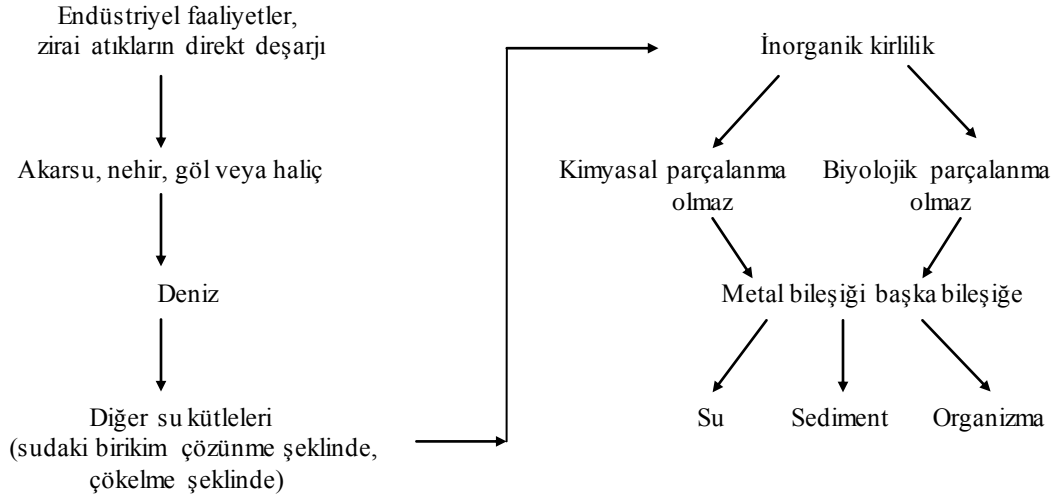 Endüstriyel faaliyetler,
zirai atıkların direkt deşarjı
Akarsu, nehir, göl veya haliç
Deniz
Diğer su kütleleri
(sudaki birikim çözünme şeklinde,
çökelme şeklinde)
İnorganik kirlilik
Kimyasal parçalanma
olmaz
Biyolojik parçalanma
olmaz
Metal bileşiği başka bileşiğe
Su
Sediment
Organizma